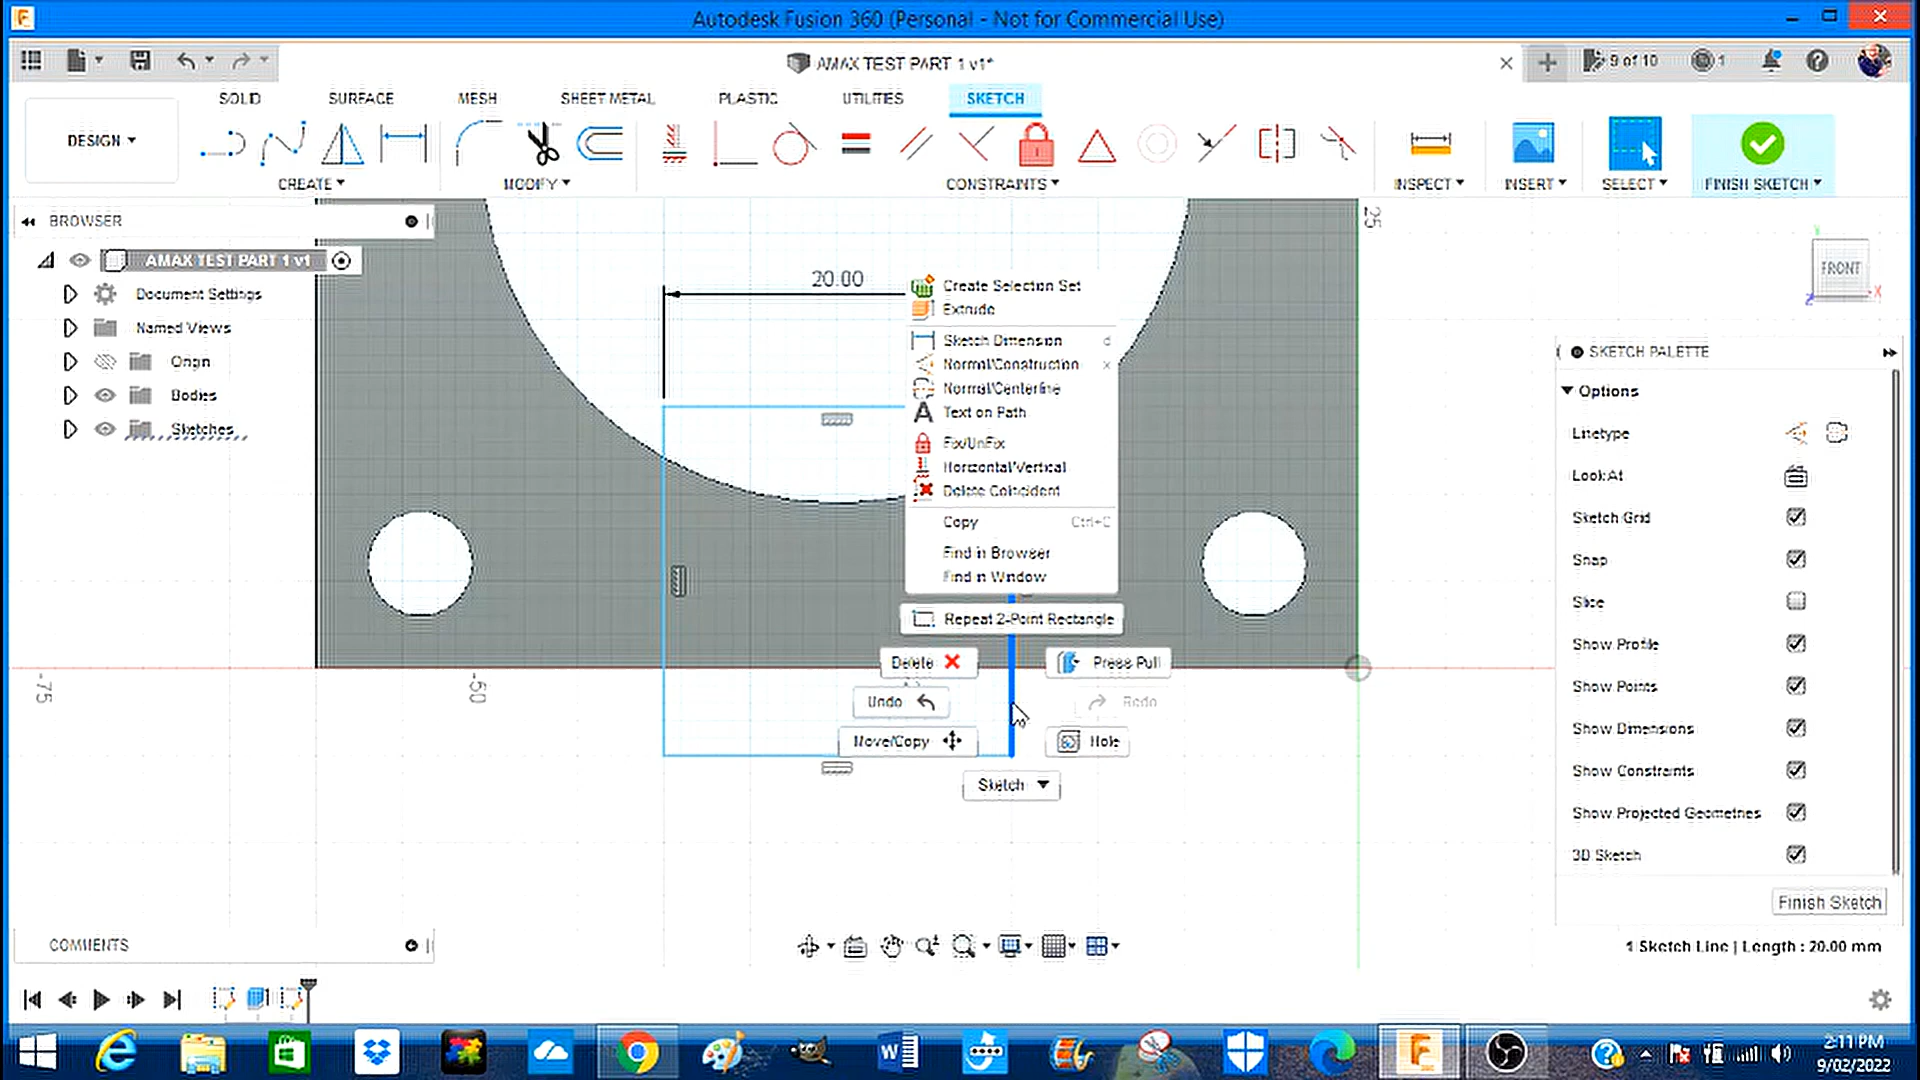 Autodesk Fusion 360 (Personal - Not for Commercial Use)
AMAX TEST PART 1 v1*
9 of 10
1
SOLID
SURFACE
MESH
SHEET METAL
PLASTIC
UTILITIES
SKETCH
DESIGN
CREATE
MODIFY
CONSTRAINTS
INSPECT
INSERT
SELECT
FINISH SKETCH
BROWSER
AMAX TEST PART 1 v1
Document Settings
Named Views
Origin
Bodies
Sketches
25
FRONT
X
20.00
Create Selection Set
Extrude
Sketch Dimension d
Normal/Construction x
Normal/Centerline
Text on Path
Fix/UnFix
Horizontal/Vertical
Delete Coincident
Copy Ctrl+C
Find in Browser
Find in Window
Repeat 2-Point Rectangle
Delete
Press Pull
Undo
Redo
Move/Copy
Hole
Sketch
-75
-50
SKETCH PALETTE
Options
Linetype
Look At
Sketch Grid
Snap
Slice
Show Profile
Show Points
Show Dimensions
Show Constraints
Show Projected Geometries
3D Sketch
Finish Sketch
COMMENTS
1 Sketch Line | Length : 20.00 mm
2:11 PM
9/02/2022